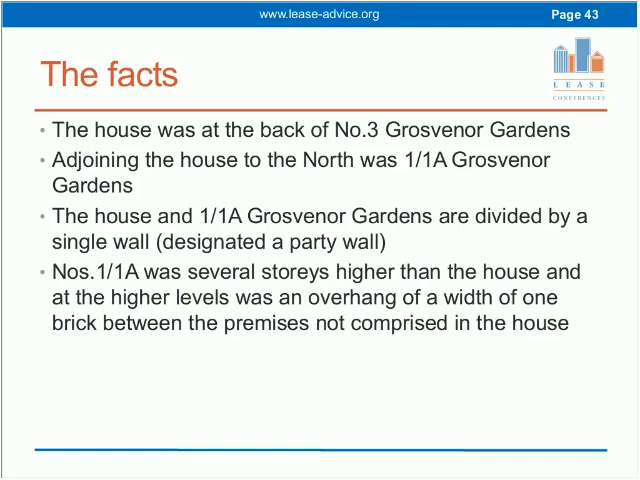 www.lease-advice.org
Page 43
The facts
L E A S E
CONFERENCES
• The house was at the back of No.3 Grosvenor Gardens
• Adjoining the house to the North was 1/1A Grosvenor
Gardens
• The house and 1/1A Grosvenor Gardens are divided by a
single wall (designated a party wall)
• Nos.1/1A was several storeys higher than the house and
at the higher levels was an overhang of a width of one
brick between the premises not comprised in the house